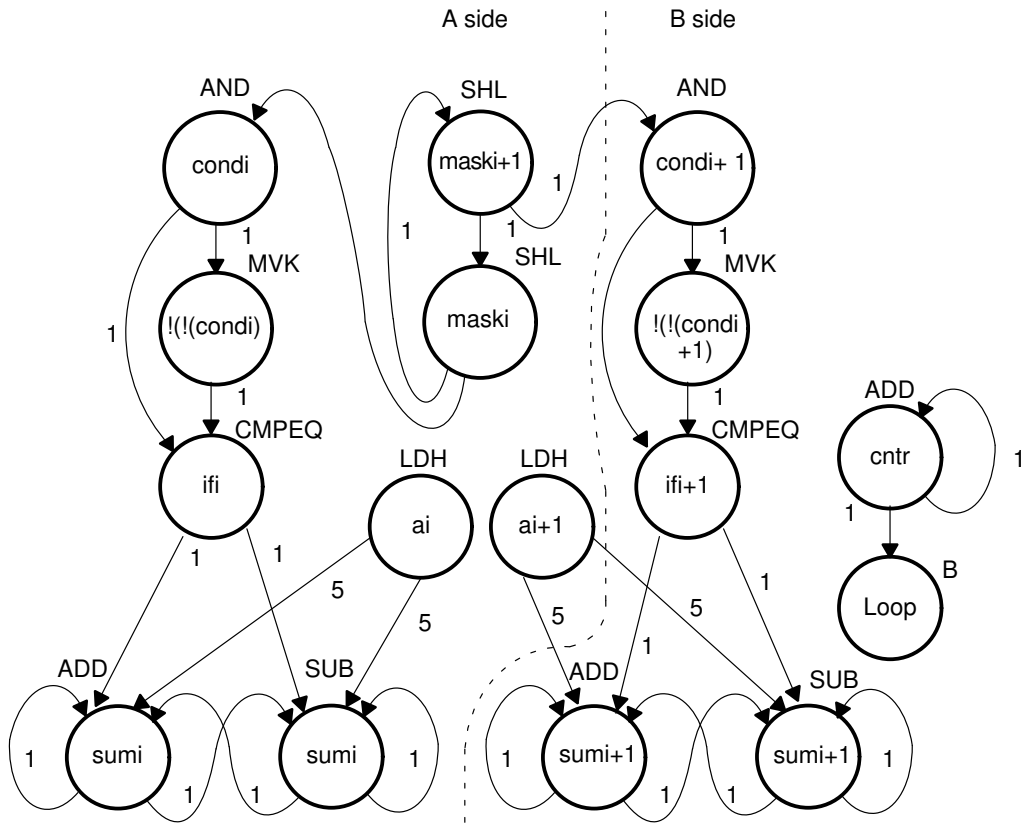 A side
B side
AND
SHL
AND
condi
maski+1
condi+ 1
1
1
1
1
1
MVK
SHL
MVK
!(!(condi)
maski
!(!(condi
+1)
1
1
1
ADD
CMPEQ
CMPEQ
cntr
1
LDH
LDH
ifi
ai
ai+1
ifi+1
1
B
Loop
1
1
5
5
5
5
1
1
ADD
SUB
ADD
SUB
sumi
sumi
sumi+1
sumi+1
1
1
1
1
1
1
1
1